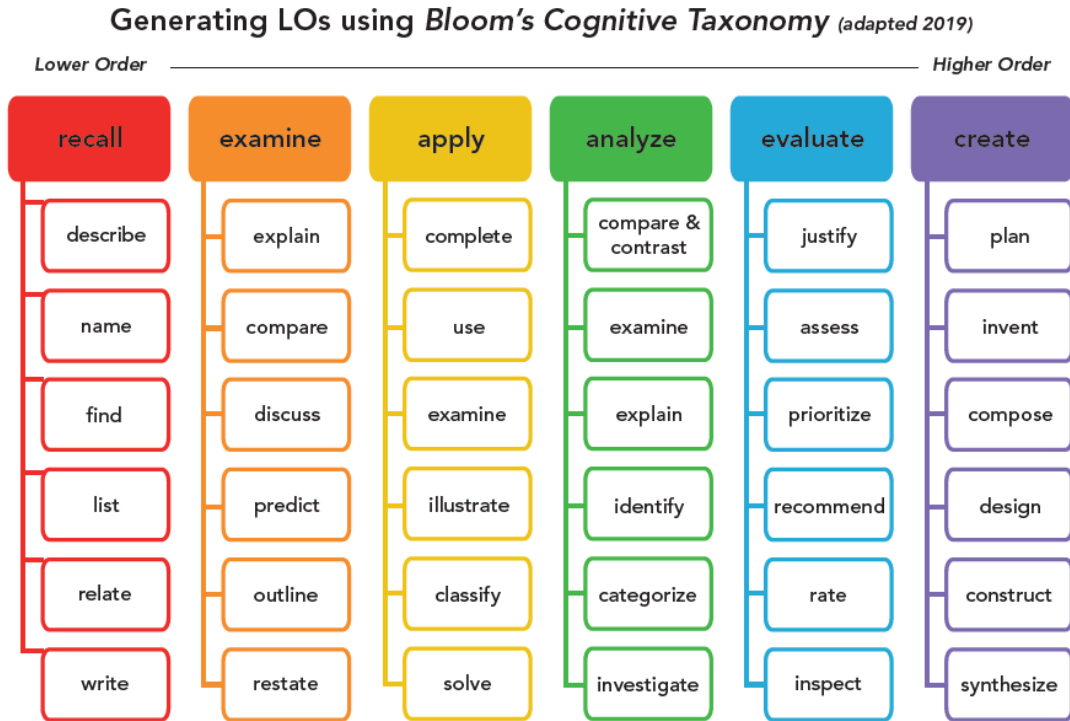 Generating LOs using Bloom's Cognitive Taxonomy (adapted 2019)
Lower Order
Higher Order
recall
describe
name
find
list
relate
write
examine
explain
compare
discuss
predict
outline
restate
apply
complete
use
examine
illustrate
classify
solve
analyze
compare &
contrast
examine
explain
identify
categorize
investigate
evaluate
justify
assess
prioritize
recommend
rate
inspect
create
plan
invent
compose
design
construct
synthesize